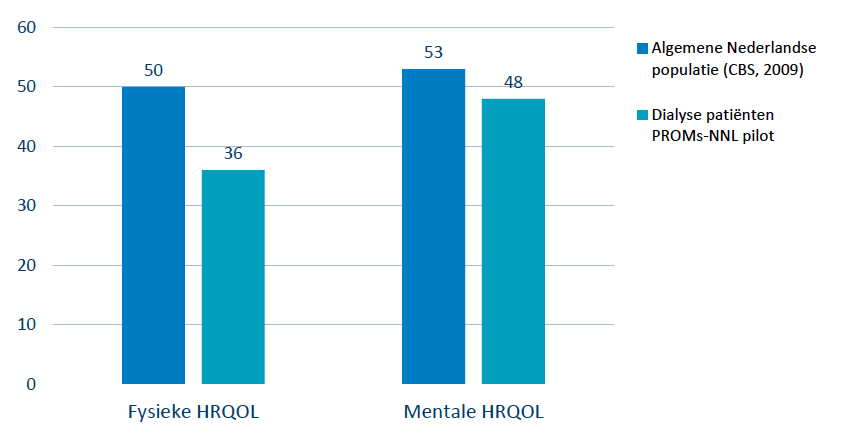 60
50
40
30
20
10
0
50
36
53
48
Fysieke HRQOL
Mentale HRQOL
Algemene Nederlandse
populatie (CBS, 2009)
Dialyse patiënten
PROMs-NNL pilot